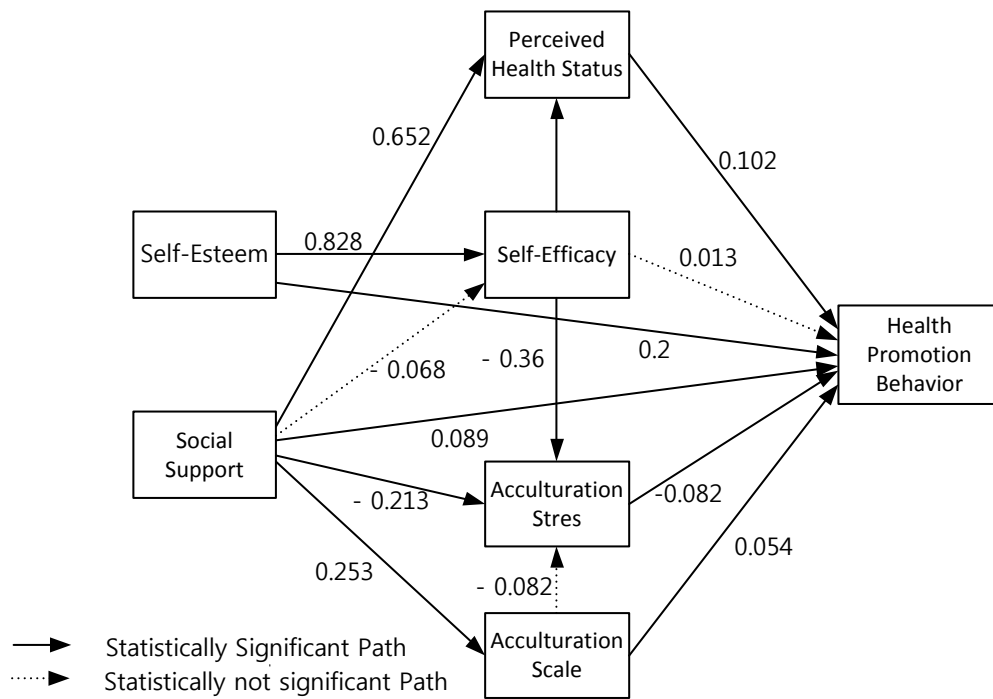 Perceived
Health Status
0.652
0.102
Self-Esteem
0.828
Self-Efficacy
0.013
- 0.068
- 0.36
0.2
Health
Promotion
Behavior
Social
Support
0.089
- 0.213
Acculturation
Stres
-0.082
0.253
- 0.082
0.054
Acculturation
Scale
Statistically Significant Path
Statistically not significant Path